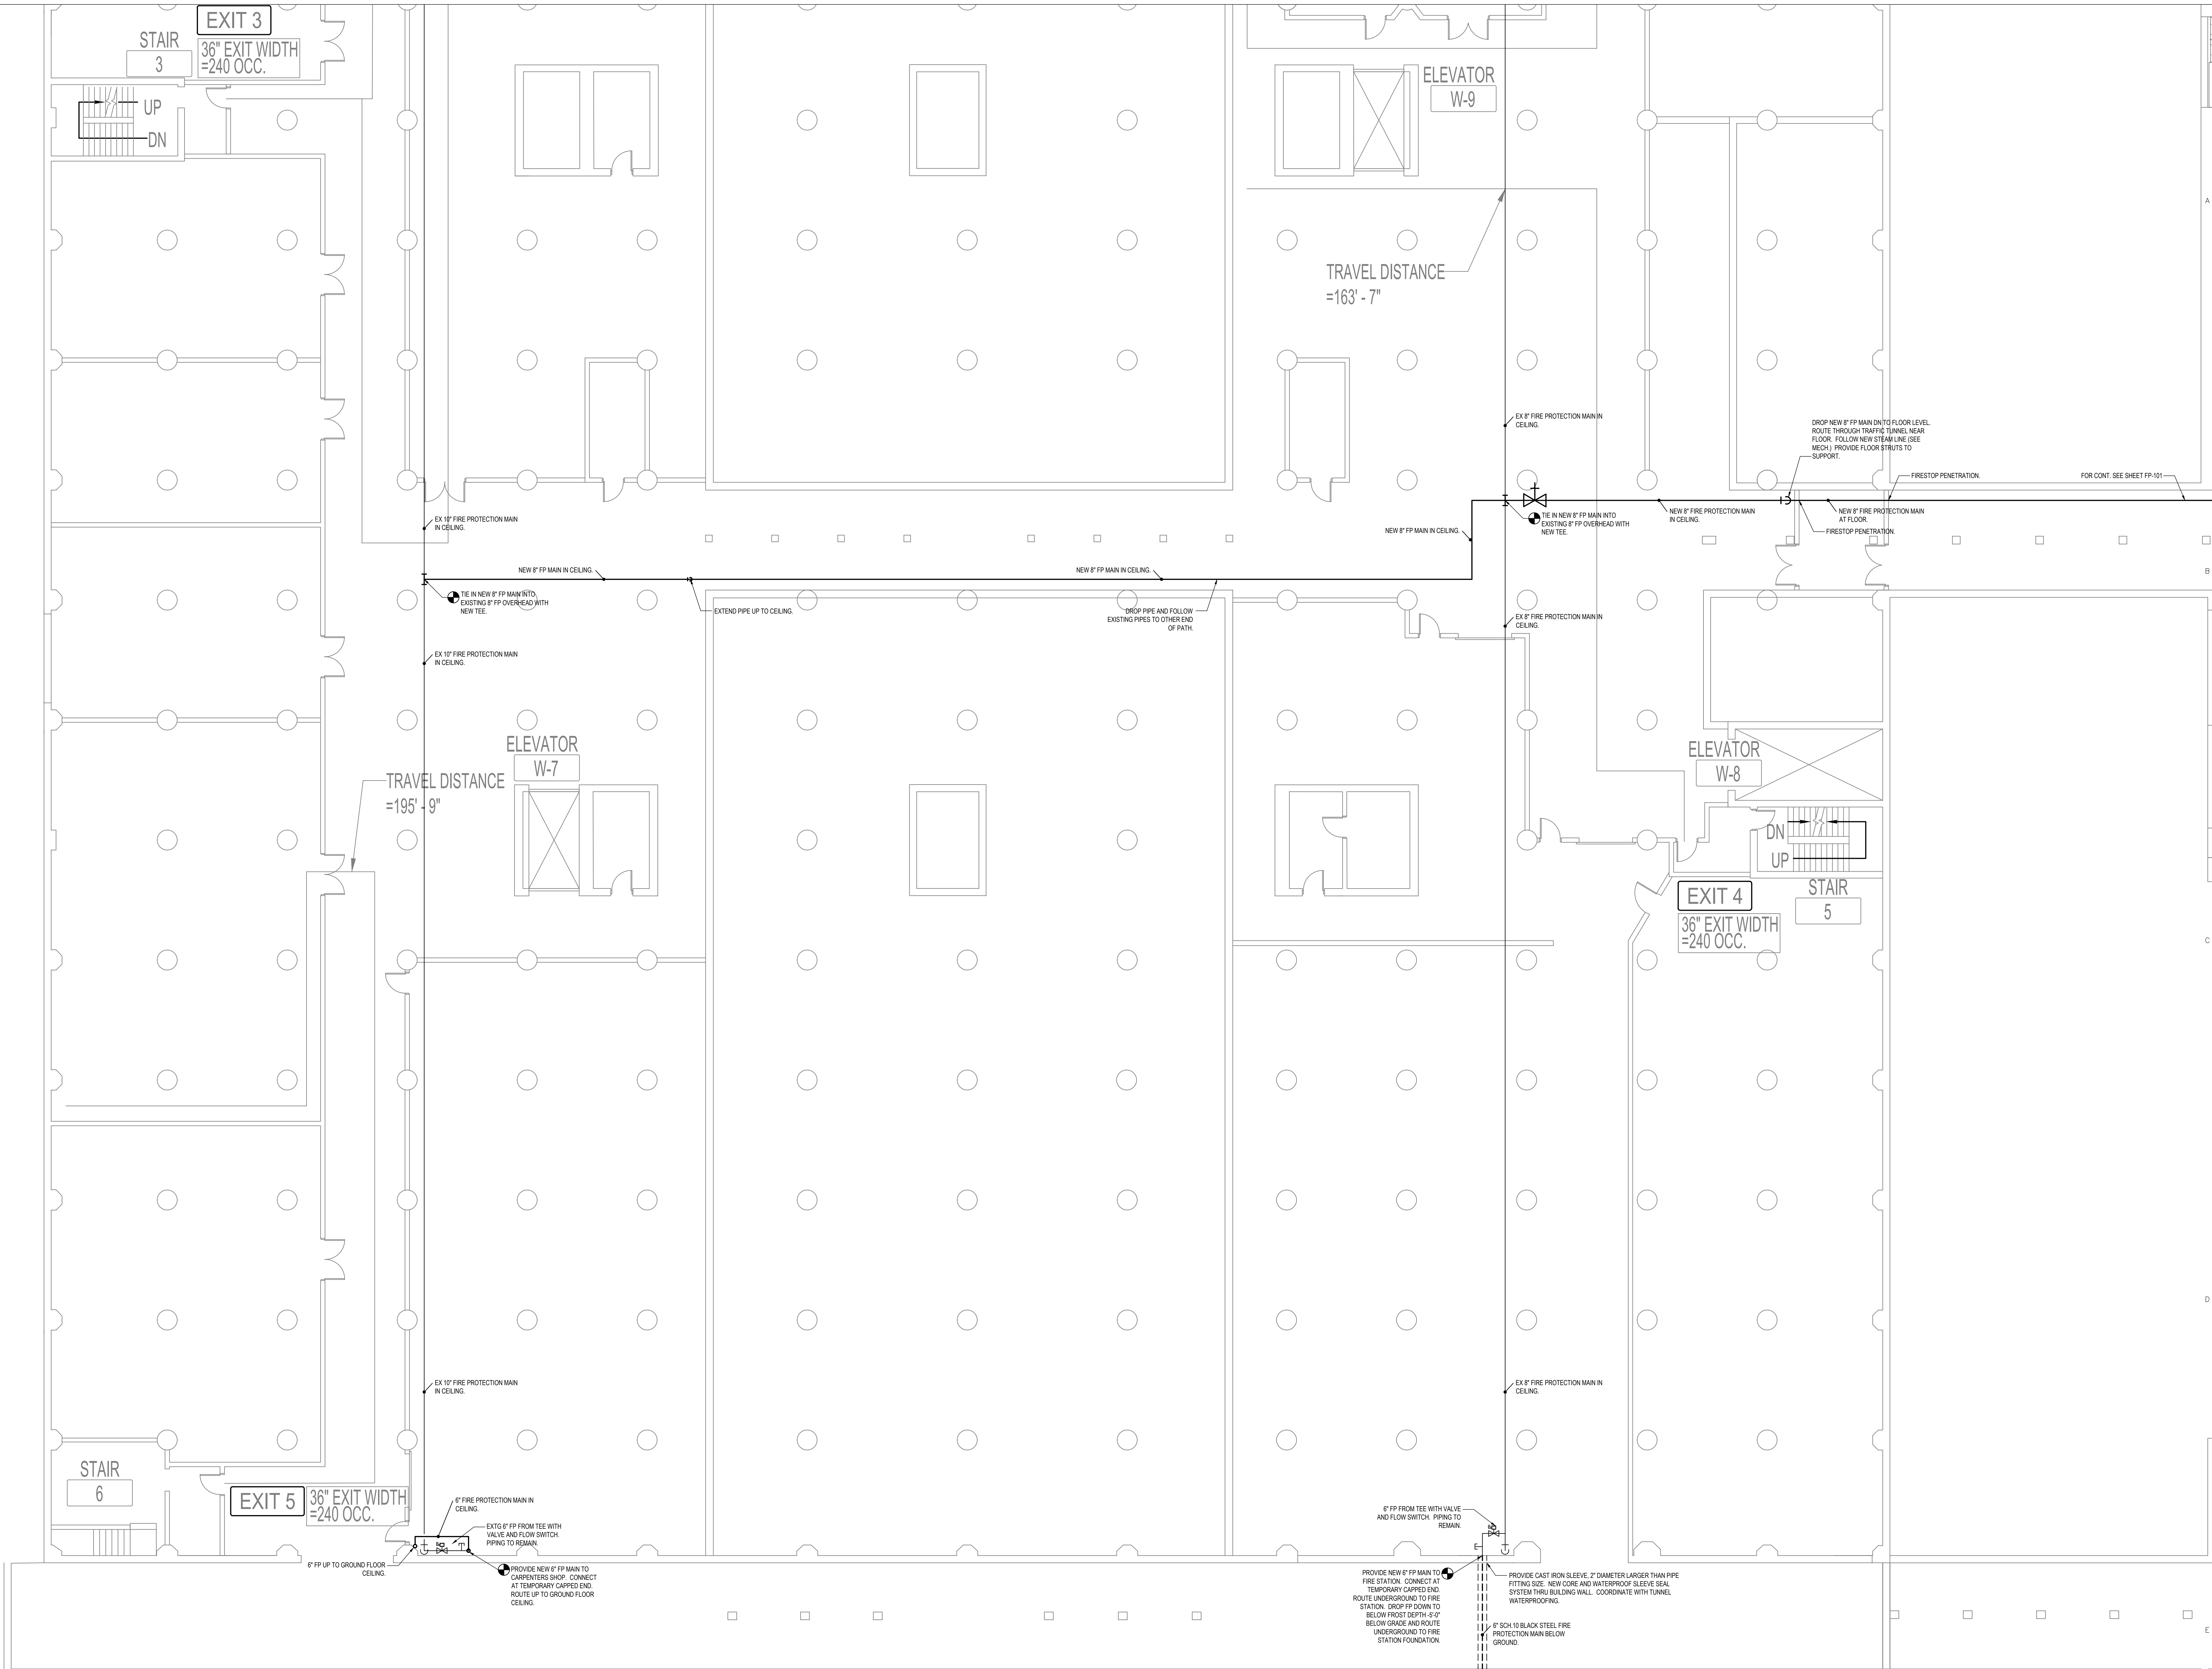 EXIT 3
STAIR
3
36" EXIT WIDTH
=240 OCC.
UP
DN
ELEVATOR
W-9
A
TRAVEL DISTANCE
=163' - 7"
EX 8" FIRE PROTECTION MAIN IN
CEILING.
DROP NEW 8" FP MAIN DN TO FLOOR LEVEL.
ROUTE THROUGH TRAFFIC TUNNEL NEAR
FLOOR. FOLLOW NEW STEAM LINE (SEE
MECH.) PROVIDE FLOOR STRUTS TO
SUPPORT.
FIRESTOP PENETRATION.
FOR CONT. SEE SHEET FP-101
EX 10" FIRE PROTECTION MAIN
IN CEILING.
NEW 8" FP MAIN IN CEILING.
TIE IN NEW 8" FP MAIN INTO
EXISTING 8" FP OVERHEAD WITH
NEW TEE.
NEW 8" FIRE PROTECTION MAIN
IN CEILING.
NEW 8" FIRE PROTECTION MAIN
AT FLOOR.
FIRESTOP PENETRATION.
NEW 8" FP MAIN IN CEILING.
NEW 8" FP MAIN IN CEILING.
B
TIE IN NEW 8" FP MAIN INTO
EXISTING 8" FP OVERHEAD WITH
NEW TEE.
EXTEND PIPE UP TO CEILING.
DROP PIPE AND FOLLOW
EXISTING PIPES TO OTHER END
OF PATH.
EX 8" FIRE PROTECTION MAIN IN
CEILING.
EX 10" FIRE PROTECTION MAIN
IN CEILING.
ELEVATOR
W-7
TRAVEL DISTANCE
=195' - 9"
ELEVATOR
W-8
DN
UP
EXIT 4
36" EXIT WIDTH
=240 OCC.
STAIR
5
C
D
EX 10" FIRE PROTECTION MAIN
IN CEILING.
EX 8" FIRE PROTECTION MAIN IN
CEILING.
STAIR
6
EXIT 5
36" EXIT WIDTH
=240 OCC.
6" FIRE PROTECTION MAIN IN
CEILING.
EXTG 6" FP FROM TEE WITH
VALVE AND FLOW SWITCH.
PIPING TO REMAIN.
6" FP UP TO GROUND FLOOR
CEILING.
PROVIDE NEW 6" FP MAIN TO
CARPENTERS SHOP. CONNECT
AT TEMPORARY CAPPED END.
ROUTE UP TO GROUND FLOOR
CEILING.
6" FP FROM TEE WITH VALVE
AND FLOW SWITCH. PIPING TO
REMAIN.
PROVIDE NEW 6" FP MAIN TO
FIRE STATION. CONNECT AT
TEMPORARY CAPPED END.
ROUTE UNDERGROUND TO FIRE
STATION. DROP FP DOWN TO
BELOW FROST DEPTH -5'-0"
BELOW GRADE AND ROUTE
UNDERGROUND TO FIRE
STATION FOUNDATION.
PROVIDE CAST IRON SLEEVE, 2" DIAMETER LARGER THAN PIPE
FITTING SIZE. NEW CORE AND WATERPROOF SLEEVE SEAL
SYSTEM THRU BUILDING WALL. COORDINATE WITH TUNNEL
WATERPROOFING.
6" SCH.10 BLACK STEEL FIRE
PROTECTION MAIN BELOW
GROUND.
E